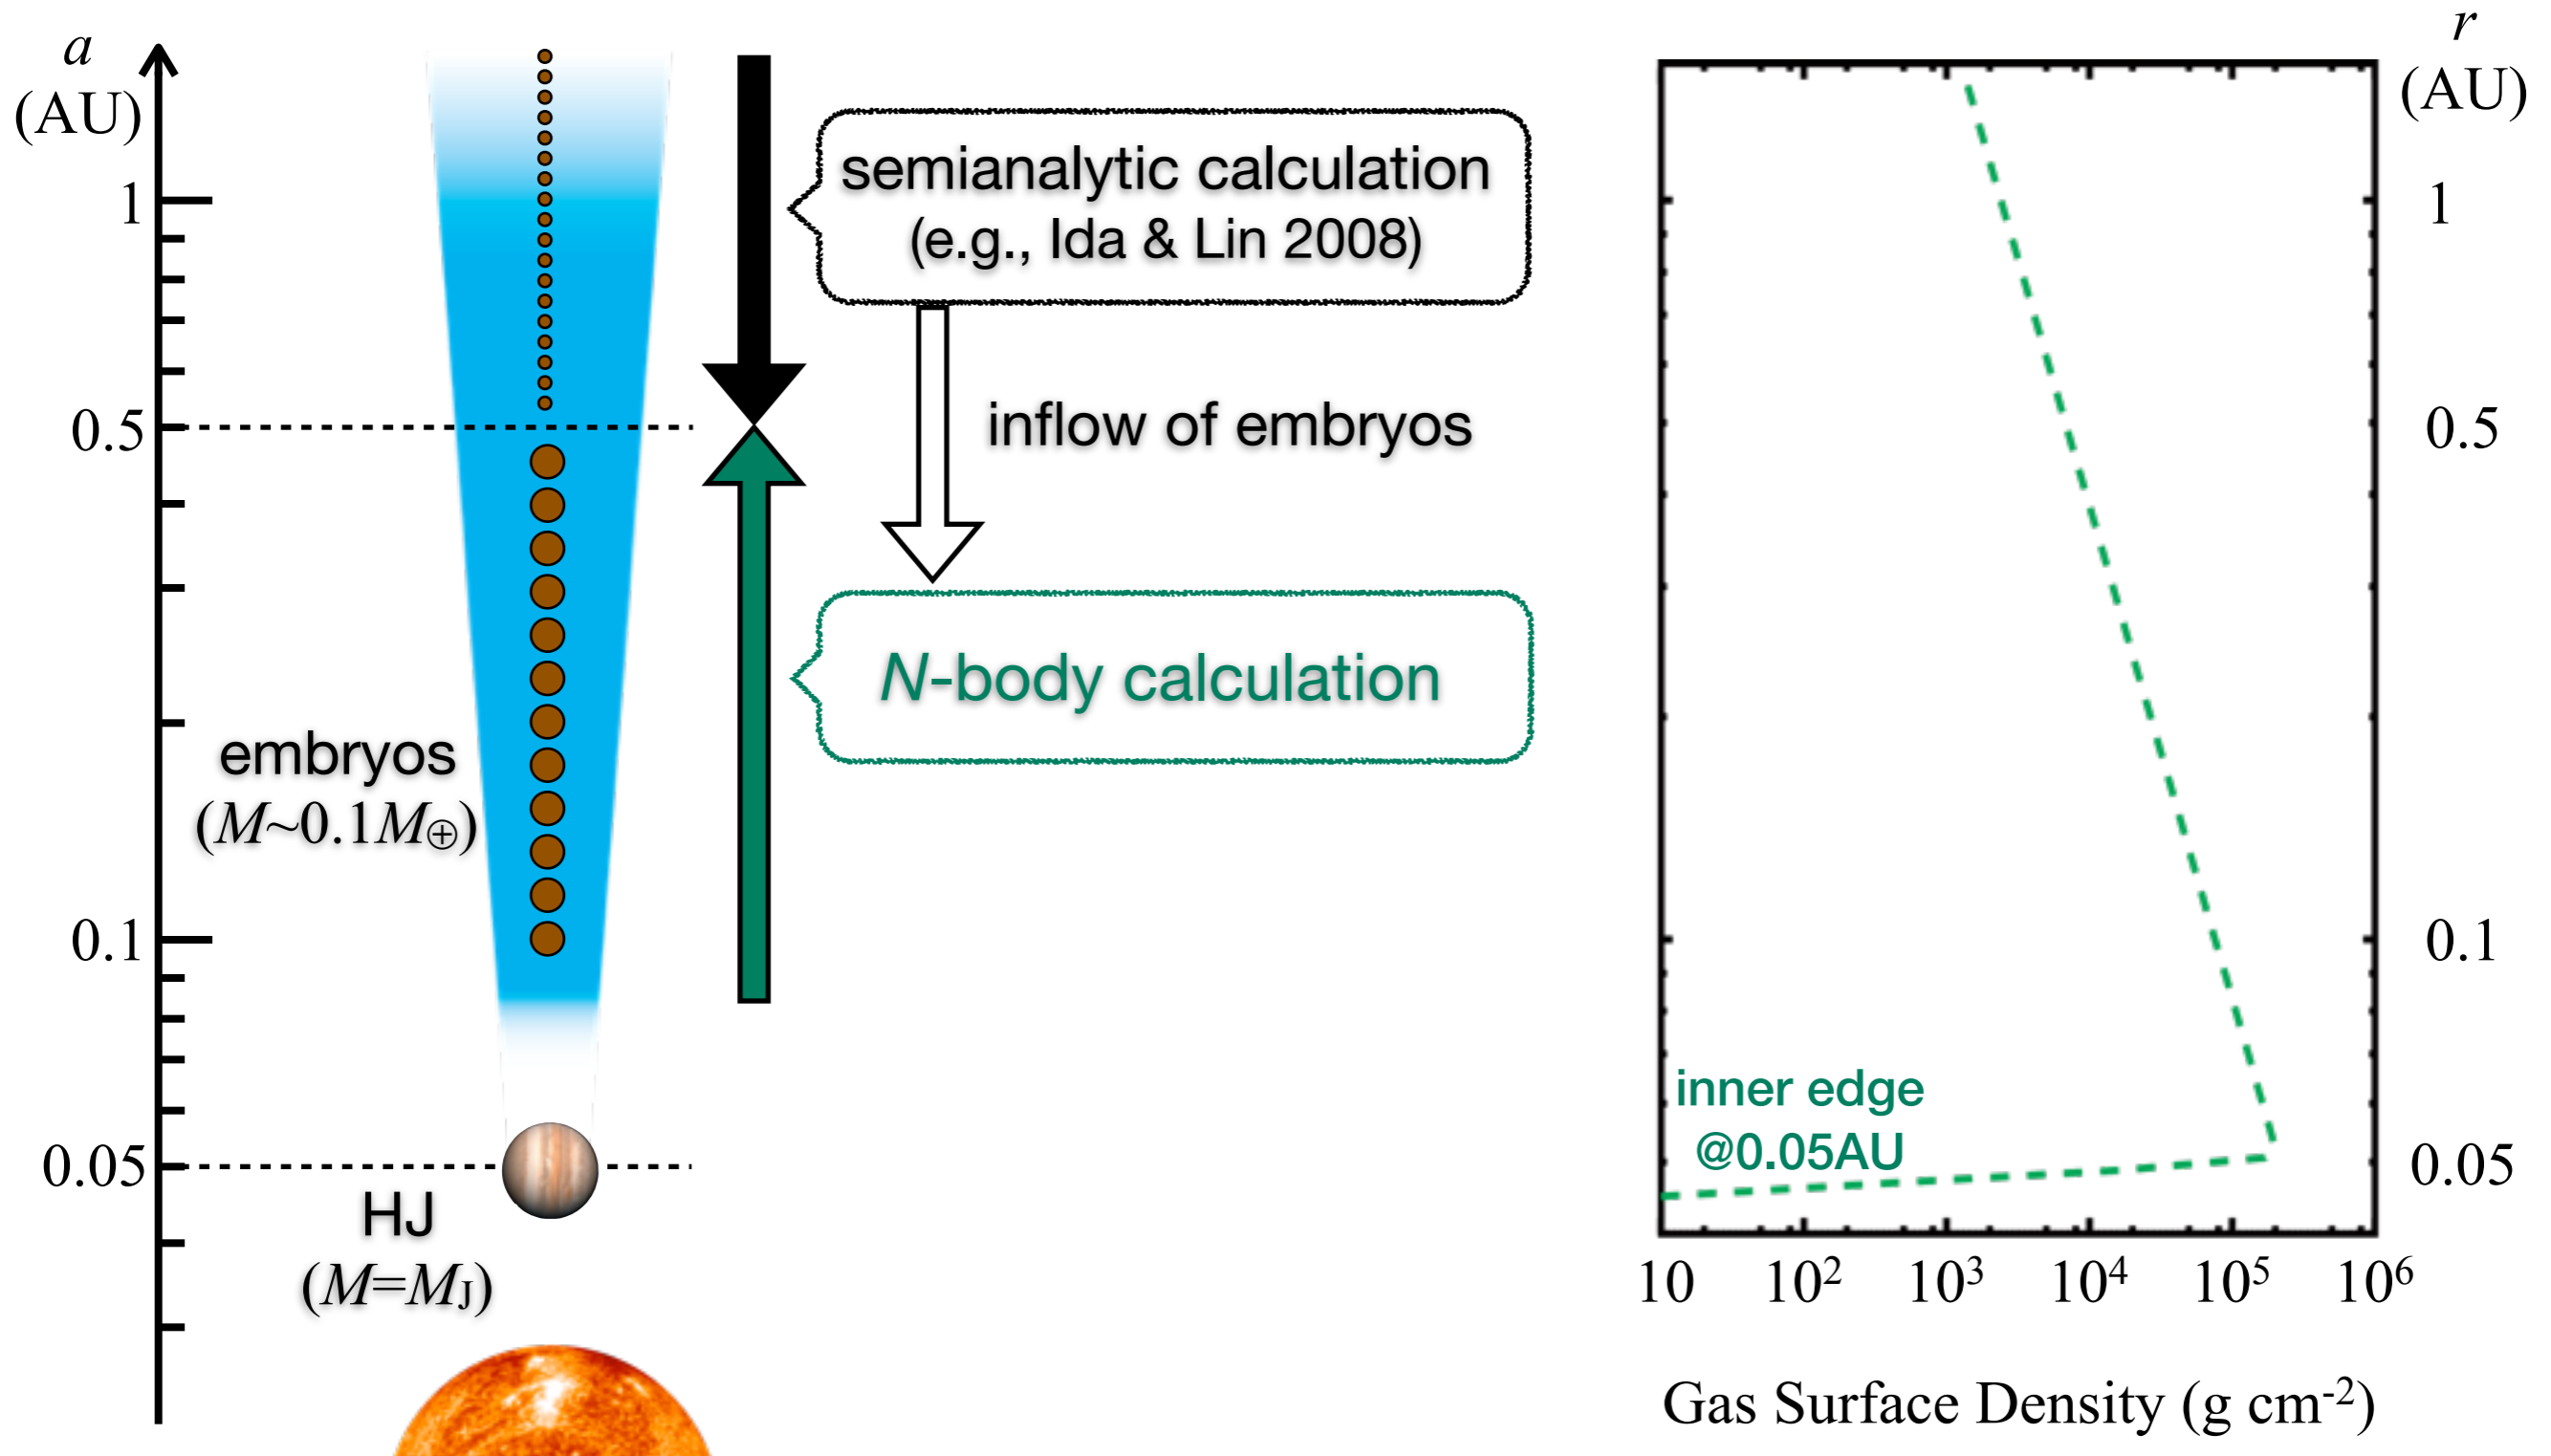 a
(AU)
1
0.5
0.1
0.05
embryos
(M~0.1M⊕)
HJ
(M=MJ)
semianalytic calculation
(e.g., Ida & Lin 2008)
inflow of embryos
N-body calculation
r
(AU)
1
0.5
0.1
0.05
inner edge
@0.05AU
10 10² 10³ 10⁴ 10⁵ 10⁶
Gas Surface Density (g cm⁻²)